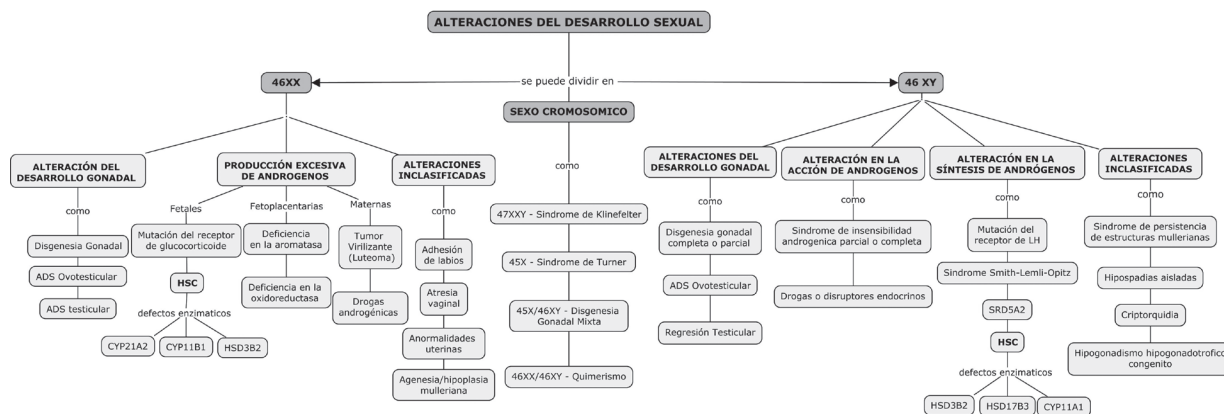 ALTERACIONES DEL DESARROLLO SEXUAL
se puede dividir en
46XX
ALTERACIÓN DEL
DESARROLLO GONADAL
como
Disgenesia Gonadal
ADS Ovotesticular
ADS testicular
PRODUCCIÓN EXCESIVA
DE ANDROGENOS
Fetales
Mutación del receptor
de glucocorticoide
HSC
defectos enzimaticos
CYP21A2
CYP11B1
HSD3B2
Fetoplacentarias
Deficiencia
en la aromatasa
Deficiencia en la
oxidoreductasa
Maternas
Tumor
Virilizante
(Luteoma)
Drogas
androgénicas
ALTERACIONES
INCLASIFICADAS
como
Adhesión
de labios
Atresia
vaginal
Anormalidades
uterinas
Agenesia/hipoplasia
mulleriana
SEXO CROMOSOMICO
como
47XXY - Sindrome de Klinefelter
45X - Sindrome de Turner
45X/46XY - Disgenesia
Gonadal Mixta
46XX/46XY - Quimerismo
46 XY
ALTERACIONES DEL
DESARROLLO GONADAL
como
Disgenesia gonadal
completa o parcial
ADS Ovotesticular
Regresión Testicular
ALTERACIÓN EN LA
ACCIÓN DE ANDROGENOS
como
Sindrome de insensibilidad
androgenica parcial o completa
Drogas o disruptores endocrinos
ALTERACIÓN EN LA
SÍNTESIS DE ANDRÓGENOS
como
Mutación del
receptor de LH
Sindrome Smith-Lemli-Opitz
SRD5A2
HSC
defectos enzimaticos
HSD3B2
HSD17B3
CYP11A1
ALTERACIONES
INCLASIFICADAS
como
Sindrome de persistencia
de estructuras mullerianas
Hipospadias aisladas
Criptorquidia
Hipogonadismo hipogonadotrofico
congenito